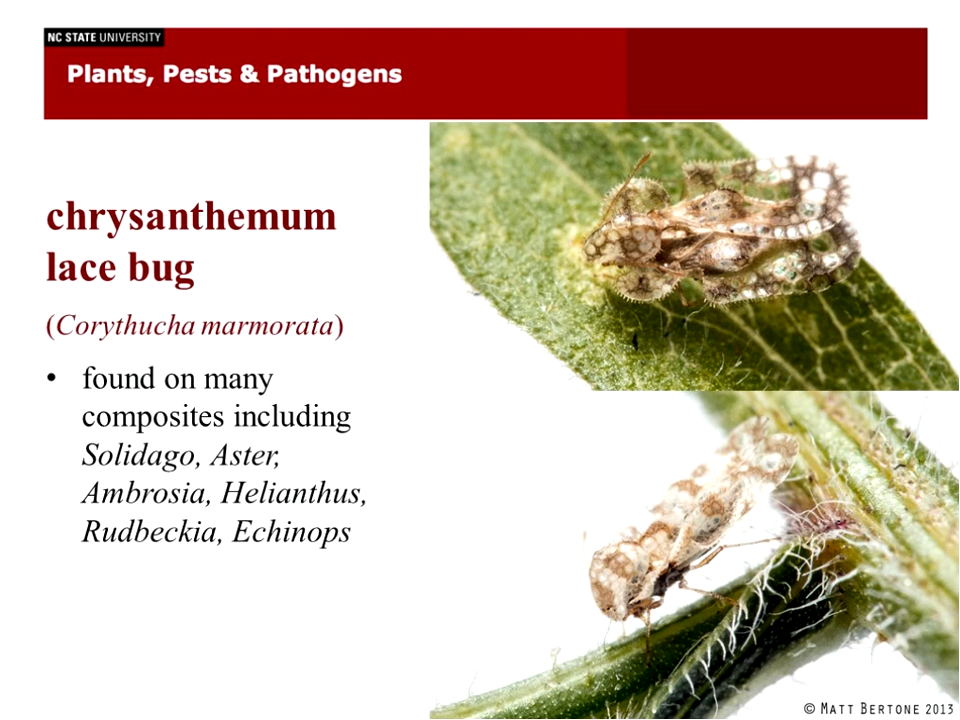 NC STATE UNIVERSITY
Plants, Pests & Pathogens
chrysanthemum
lace bug
(Corythucha marmorata)
• found on many
composites including
Solidago, Aster,
Ambrosia, Helianthus,
Rudbeckia, Echinops
© MATT BERTONE 2013